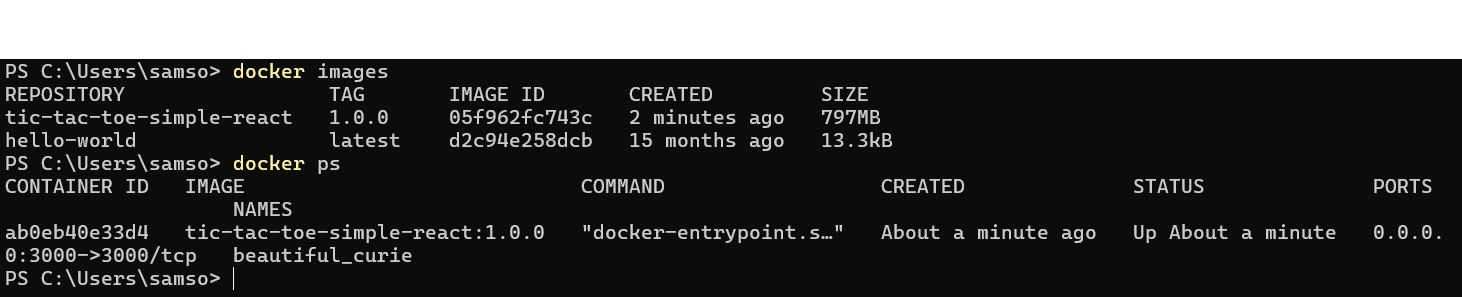 PS C:\Users\samso> docker images
REPOSITORY                 TAG       IMAGE ID       CREATED         SIZE
tic-tac-toe-simple-react   1.0.0     05f962fc743c   2 minutes ago   797MB
hello-world                latest    d2c94e258dcb   15 months ago   13.3kB
PS C:\Users\samso> docker ps
CONTAINER ID   IMAGE                            COMMAND                  CREATED              STATUS              PORTS
                   NAMES
ab0eb40e33d4   tic-tac-toe-simple-react:1.0.0   "docker-entrypoint.s…"   About a minute ago   Up About a minute   0.0.0.
0:3000->3000/tcp   beautiful_curie
PS C:\Users\samso>